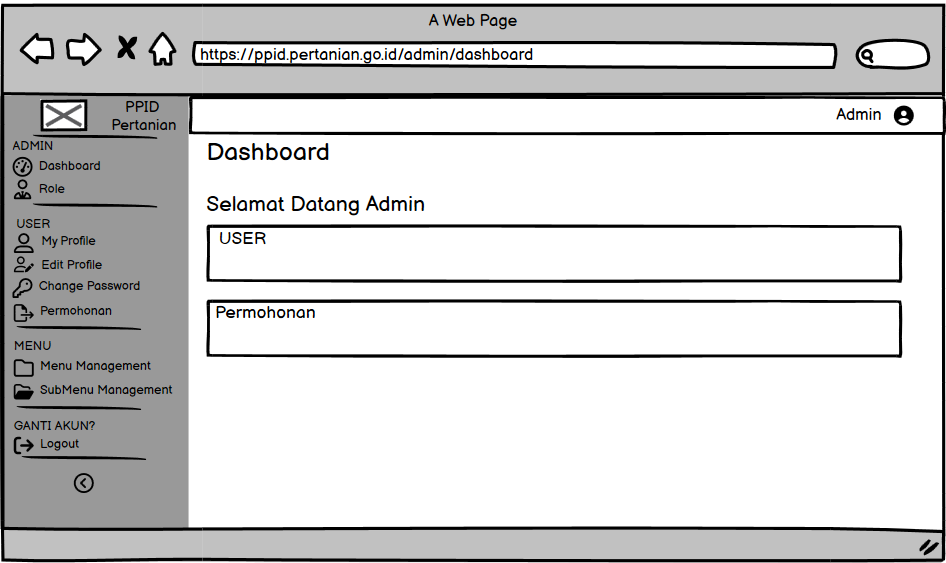 A Web Page
https://ppid.pertanian.go.id/admin/dashboard
PPID
Pertanian
Admin
ADMIN
Dashboard
Role
USER
My Profile
Edit Profile
Change Password
Permohonan
MENU
Menu Management
SubMenu Management
GANTI AKUN?
Logout
Dashboard
Selamat Datang Admin
USER
Permohonan